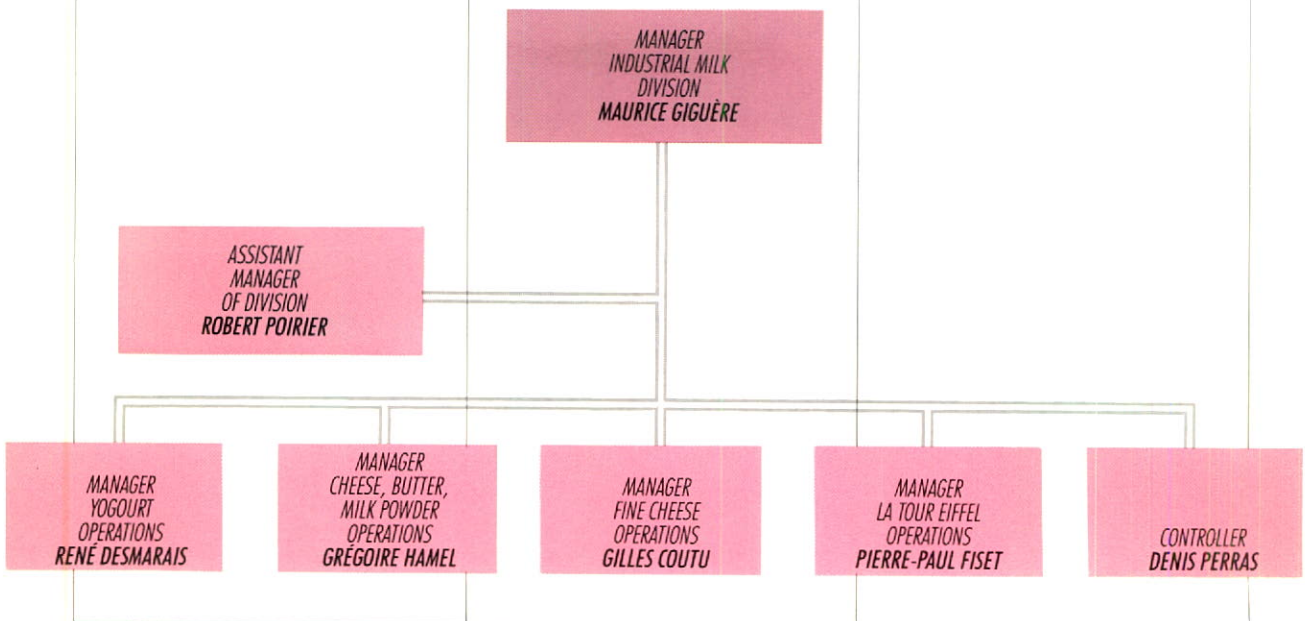 MANAGER
INDUSTRIAL MILK
DIVISION
MAURICE GIGUÈRE
ASSISTANT
MANAGER
OF DIVISION
ROBERT POIRIER
MANAGER
YOGOURT
OPERATIONS
RENÉ DESMARAIS
MANAGER
CHEESE, BUTTER,
MILK POWDER
OPERATIONS
GRÉGOIRE HAMEL
MANAGER
FINE CHEESE
OPERATIONS
GILLES COUTU
MANAGER
LA TOUR EIFFEL
OPERATIONS
PIERRE-PAUL FISET
CONTROLLER
DENIS PERRAS